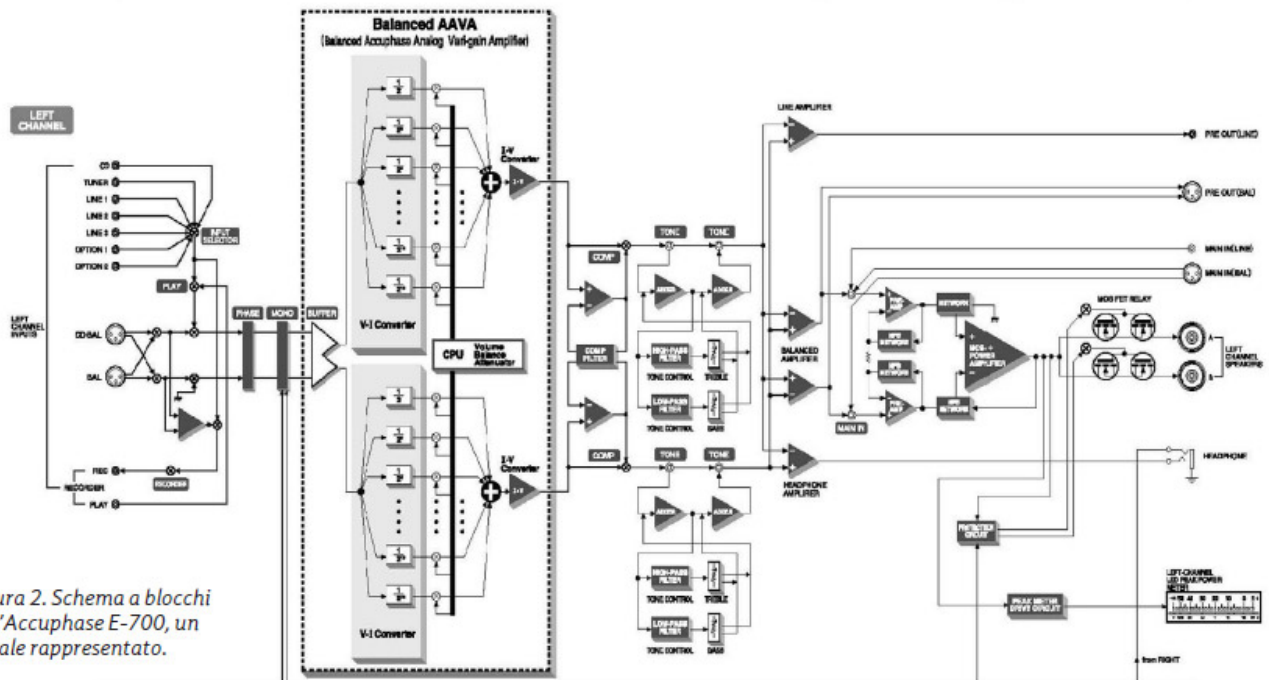 Balanced AAVA
(Balanced Accuphase Analog Vari-gain Amplifier)
LEFT
CHANNEL
CD
TUNER
LINE 1
LINE 2
LINE 3
OPTION 1
OPTION 2
INPUT
SELECTOR
PLAY
LEFT
CHANNEL
INPUTS
CD-BAL
BAL
REC
RECORDER
RECORDER
PLAY
PHASE
MONO
BUFFER
V-I Converter
I-V
Converter
I-V
CPU
Volume
Balance
Attenuator
I-V
Converter
I-V
V-I Converter
COMP
COMP
FILTER
COMP
TONE
TONE
ADDER
ADDER
HIGH-PASS
FILTER
TONE CONTROL
TREBLE
LOW-PASS
FILTER
TONE CONTROL
BASS
TONE
TONE
ADDER
ADDER
HIGH-PASS
FILTER
TONE CONTROL
TREBLE
LOW-PASS
FILTER
TONE CONTROL
BASS
LINE AMPLIFIER
BALANCED
AMPLIFIER
HEADPHONE
AMPLIFIER
MAIN IN
NETWORK
NETWORK
NETWORK
NETWORK
POWER
AMPLIFIER
PRE OUT(LINE)
PRE OUT(BAL)
MAIN IN(LINE)
MAIN IN(BAL)
MOS FET RELAY
LEFT
CHANNEL
SPEAKERS
HEADPHONE
CIRCUIT
PEAK METER
DRIVE CIRCUIT
LEFT-CHANNEL
LED PEAK POWER
METER
from RIGHT
ura 2. Schema a blocchi
l'Accuphase E-700, un
ale rappresentato.